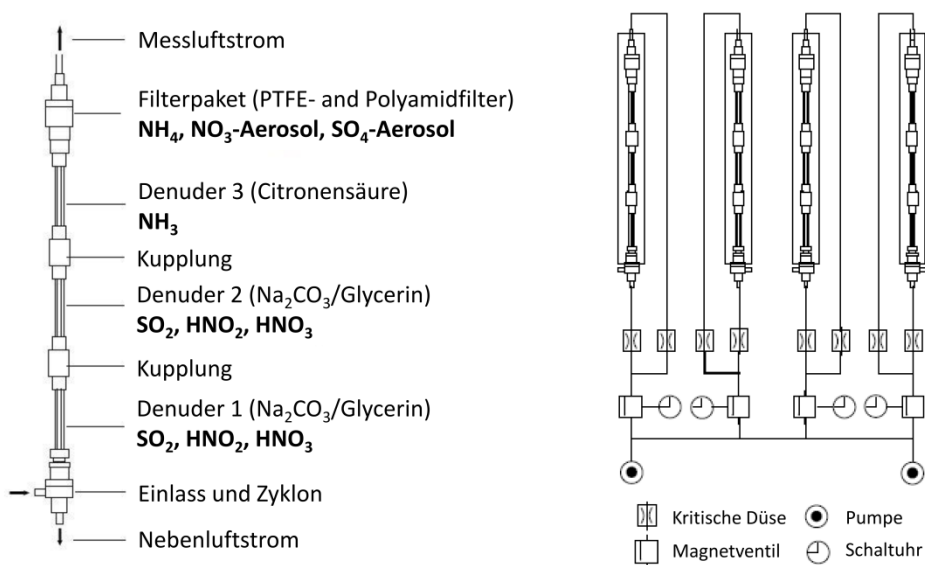 Messluftstrom
Filterpaket (PTFE- and Polyamidfilter)
NH₄, NO₃-Aerosol, SO₄-Aerosol
Denuder 3 (Citronensäure)
NH₃
Kupplung
Denuder 2 (Na₂CO₃/Glycerin)
SO₂, HNO₂, HNO₃
Kupplung
Denuder 1 (Na₂CO₃/Glycerin)
SO₂, HNO₂, HNO₃
Einlass und Zyklon
Nebenluftstrom
Kritische Düse
Pumpe
Magnetventil
Schaltuhr